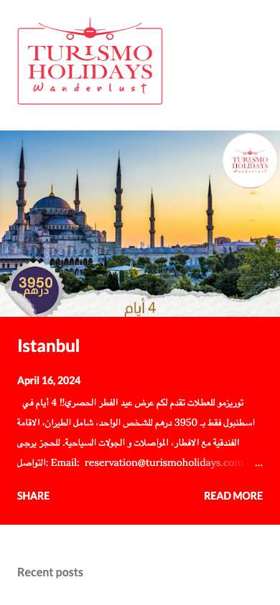 TURISMO
HOLIDAYS
Wanderlust
TURISMO
HOLIDAYS
Wanderlust
3950
درهم
4 أيام
Istanbul
April 16, 2024
توريزمو للعطلات تقدم لكم عرض عيد الفطر الحصري!! 4 أيام في
اسطنبول فقط بـ 3950 درهم للشخص الواحد، شامل الطيران، الاقامة
الفندقية مع الافطار، المواصلات و الجولات السياحية. للحجز يرجى
التواصل: Email: reservation@turismoholidays.com ...
SHARE
READ MORE
Recent posts